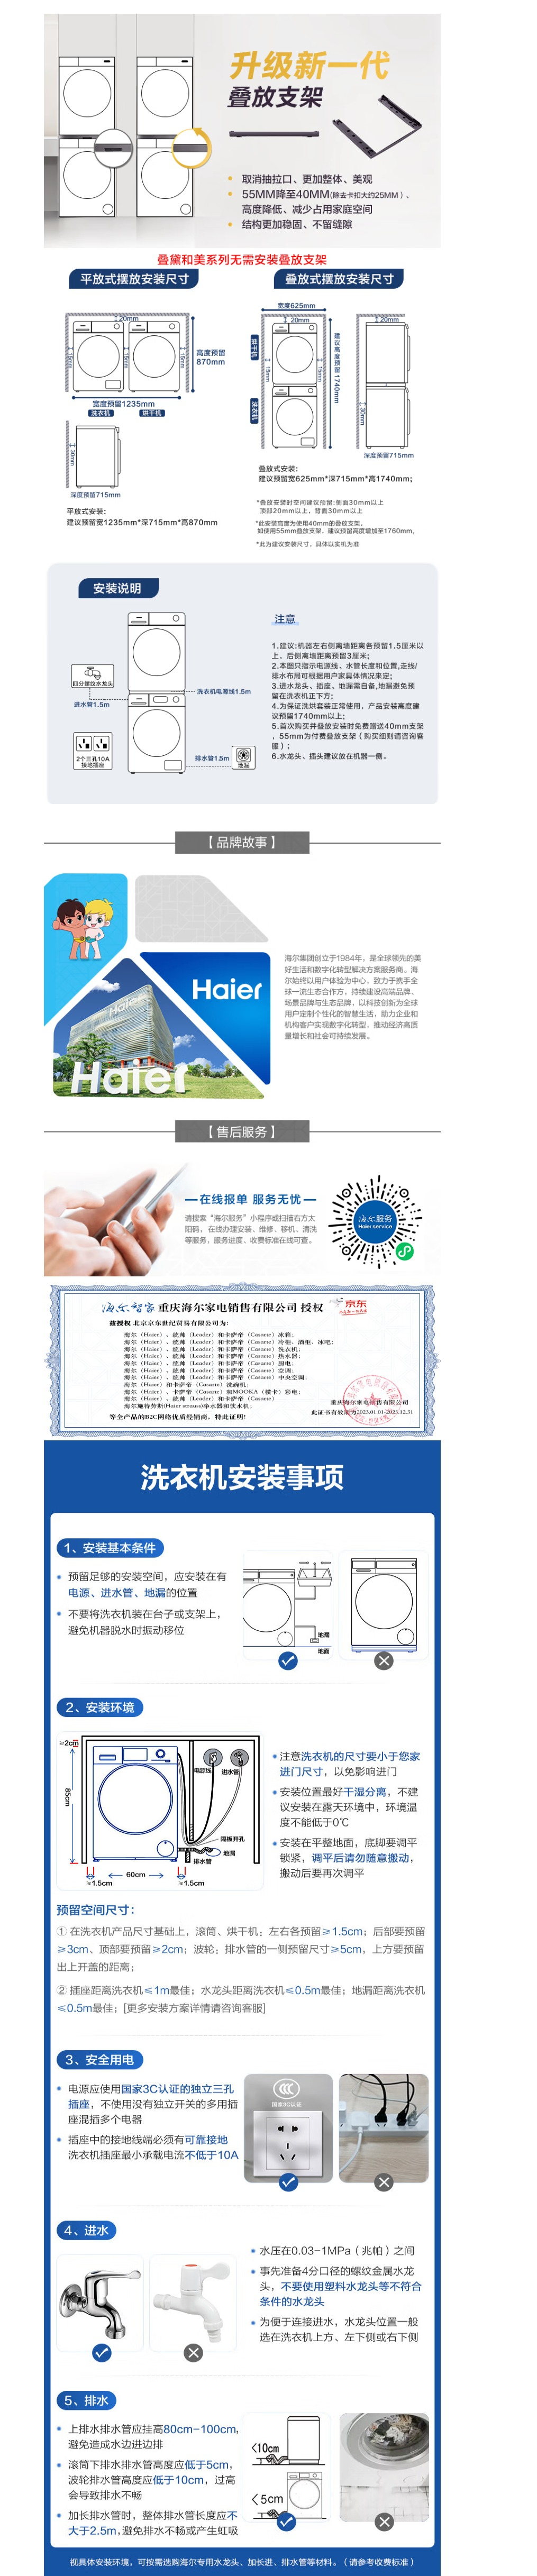 升级新一代
叠放支架
取消抽拉口、更加整体、美观
55MM降至40MM(除去卡扣大约25MM)、
高度降低、减少占用家庭空间
结构更加稳固、不留缝隙
叠黛和美系列无需安装叠放支架
平放式摆放安装尺寸
20mm
15mm
15mm
高度预留
870mm
宽度预留1235mm
洗衣机
烘干机
30mm
深度预留715mm
平放式安装：
建议预留宽1235mm*深715mm*高870mm
叠放式摆放安装尺寸
宽度625mm
20mm
20mm
烘干机
洗衣机
15mm
15mm
建议高度预留 1740mm
30mm
深度预留715mm
叠放式安装：
建议预留宽625mm*深715mm*高1740mm;
*叠放安装时空间建议预留:侧面30mm以上
顶部20mm以上，背面30mm以上
*此安装高度为使用40mm的叠放支架，
如使用55mm叠放支架，建议预留高度增加至1760mm，
*此为建议安装尺寸，具体以实机为准
安装说明
四分螺纹水龙头
进水管1.5m
洗衣机电源线1.5m
2个三孔10A
接地插座
排水管1.5m
地漏
注意
1.建议:机器左右侧离墙距离各预留1.5厘米以
上，后侧离墙距离预留3厘米;
2.本图只指示电源线、水管长度和位置,走线/
排水布局可根据用户家具体情况来定;
3.进水龙头、插座、地漏需自备,地漏避免预
留在洗衣机正下方;
4.为保证洗烘套装正常使用，产品安装高度建
议预留1740mm以上;
5.首次购买并叠放安装时免费赠送40mm支架
，55mm为付费叠放支架（购买细则请咨询客
服）;
6.水龙头、插头建议放在机器一侧。
【 品牌故事 】
Haier
Haier
Haier
海尔集团创立于1984年，是全球领先的美
好生活和数字化转型解决方案服务商。海
尔始终以用户体验为中心，致力于携手全
球一流生态合作方，持续建设高端品牌、
场景品牌与生态品牌，以科技创新为全球
用户定制个性化的智慧生活，助力企业和
机构客户实现数字化转型，推动经济高质
量增长和社会可持续发展。
【 售后服务 】
在线报单 服务无忧
请搜索“海尔服务”小程序或扫描右方太
阳码，在线办理安装、维修、移机、清洗
等服务，服务进度、收费标准在线可查。
海尔服务
Haier service
海尔智家 重庆海尔家电销售有限公司 授权
京东
兹授权 北京京东世纪贸易有限公司为:
海尔（Haier）、统帅（Leader）和卡萨帝（Casarte）冰箱;
海尔（Haier）、统帅（Leader）和卡萨帝（Casarte）冷柜、酒柜、冰吧;
海尔（Haier）、统帅（Leader）和卡萨帝（Casarte）洗衣机;
海尔（Haier）、统帅（Leader）和卡萨帝（Casarte）热水器;
海尔（Haier）、统帅（Leader）和卡萨帝（Casarte）厨电;
海尔（Haier）、统帅（Leader）和卡萨帝（Casarte）空调;
海尔（Haier）、统帅（Leader）和卡萨帝（Casarte）中央空调;
海尔（Haier）和卡萨帝（Casarte）洗碗机;
海尔（Haier）、卡萨帝（Casarte）和MOOKA（模卡）彩电;
海尔（Haier）、统帅（Leader）和卡萨帝（Casarte）
海尔施特劳斯(Haier strauss)净水器和饮水机;
等全产品的B2C网络优质经销商，特此证明!
重庆海尔家电销售有限公司
此证书有效期为2023.01.01-2023.12.31
洗衣机安装事项
1、安装基本条件
预留足够的安装空间，应安装在有
电源、进水管、地漏的位置
不要将洗衣机装在台子或支架上，
避免机器脱水时振动移位
地漏
地面
2、安装环境
≥2cm
85cm
电源线
进水管
隔板开孔
地漏
排水管
60cm
≥1.5cm
≥1.5cm
注意洗衣机的尺寸要小于您家
进门尺寸，以免影响进门
安装位置最好干湿分离，不建
议安装在露天环境中，环境温
度不能低于0℃
安装在平整地面，底脚要调平
锁紧，调平后请勿随意搬动，
搬动后要再次调平
预留空间尺寸：
① 在洗衣机产品尺寸基础上，滚筒、烘干机；左右各预留≥1.5cm；后部要预留
≥3cm、顶部要预留≥2cm；波轮；排水管的一侧预留尺寸≥5cm，上方要预留
出上开盖的距离；
② 插座距离洗衣机≤1m最佳；水龙头距离洗衣机≤0.5m最佳；地漏距离洗衣机
≤0.5m最佳；[更多安装方案详情请咨询客服]
3、安全用电
电源应使用国家3C认证的独立三孔
插座，不使用没有独立开关的多用插
座混插多个电器
插座中的接地线端必须有可靠接地
洗衣机插座最小承载电流不低于10A
国家3C认证
4、进水
水压在0.03-1MPa（兆帕）之间
事先准备4分口径的螺纹金属水龙
头，不要使用塑料水龙头等不符合
条件的水龙头
为便于连接进水，水龙头位置一般
选在洗衣机上方、左下侧或右下侧
5、排水
上排水排水管应挂高80cm-100cm,
避免造成水边进边排
滚筒下排水排水管高度应低于5cm，
波轮排水管高度应低于10cm，过高
会导致排水不畅
加长排水管时，整体排水管长度应不
大于2.5m,避免排水不畅或产生虹吸
<10cm
<5cm
视具体安装环境，可按需选购海尔专用水龙头、加长进、排水管等材料。（请参考收费标准）